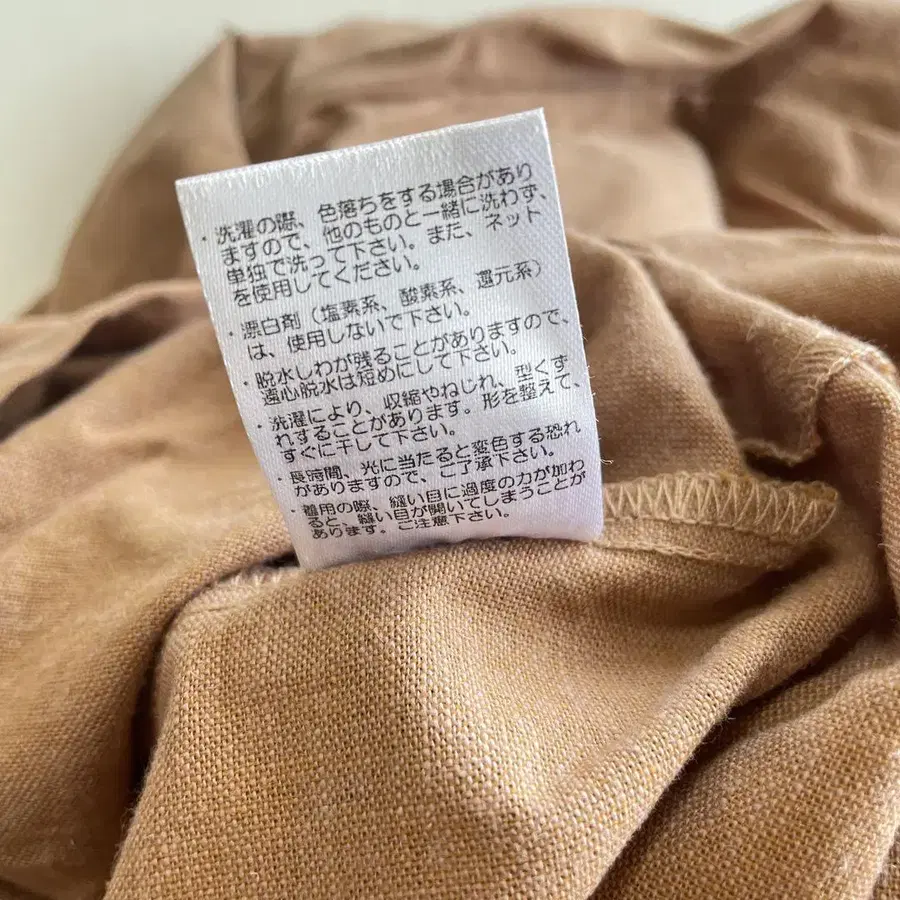 ・洗濯の際、色落ちをする場合があり
ますので、他のものと一緒に洗わず、
単独で洗って下さい。また、ネット
を使用してください。
・漂白剤（塩素系、酸素系、還元系）
は、使用しないで下さい。
・脱水しわが残ることがありますので、
遠心脱水は短めにして下さい。
・洗濯により、収縮やねじれ、型くず
れすることがあります。形を整えて、
すぐに干して下さい。
・長時間、光に当たると変色する恐れ
がありますので、ご了承下さい。
・着用の際、縫い目に過度の力が加わ
ると、縫い目が開いてしまうことが
あります。ご注意下さい。